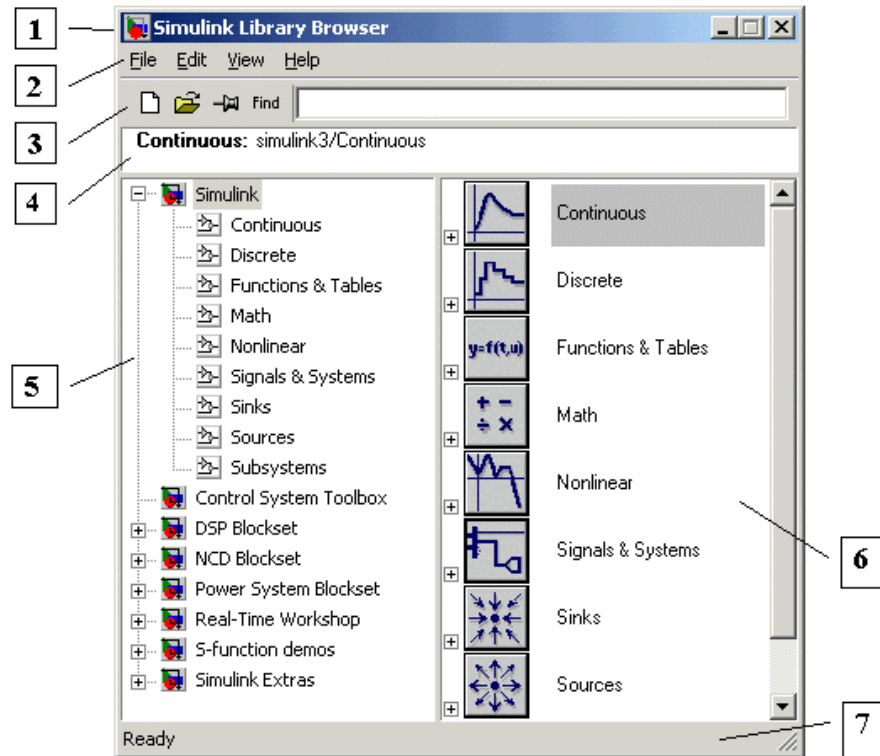 1
Simulink Library Browser
2
File Edit View Help
3
Find
4
Continuous: simulink3/Continuous
5
Simulink
Continuous
Discrete
Functions & Tables
Math
Nonlinear
Signals & Systems
Sinks
Sources
Subsystems
Control System Toolbox
DSP Blockset
NCD Blockset
Power System Blockset
Real-Time Workshop
S-function demos
Simulink Extras
Continuous
Discrete
y=f(t,u) Functions & Tables
+ − ÷ × Math
Nonlinear
Signals & Systems
6
Sinks
Sources
7
Ready